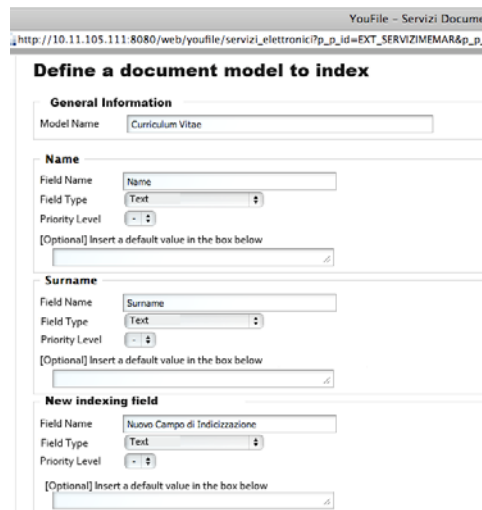 YouFile – Servizi Docume
http://10.11.105.111:8080/web/youfile/servizi_elettronici?p_p_id=EXT_SERVIZIMEMAR&p_p_
Define a document model to index
General Information
Model Name Curriculum Vitae
Name
Field Name Name
Field Type Text
Priority Level -
[Optional] Insert a default value in the box below
Surname
Field Name Surname
Field Type Text
Priority Level -
[Optional] Insert a default value in the box below
New indexing field
Field Name Nuovo Campo di Indicizzazione
Field Type Text
Priority Level -
[Optional] Insert a default value in the box below